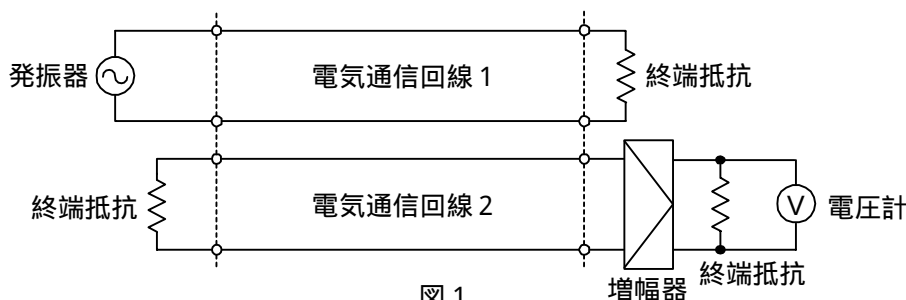 発振器
電気通信回線1
終端抵抗
終端抵抗
電気通信回線2
V
電圧計
終端抵抗
増幅器
図1